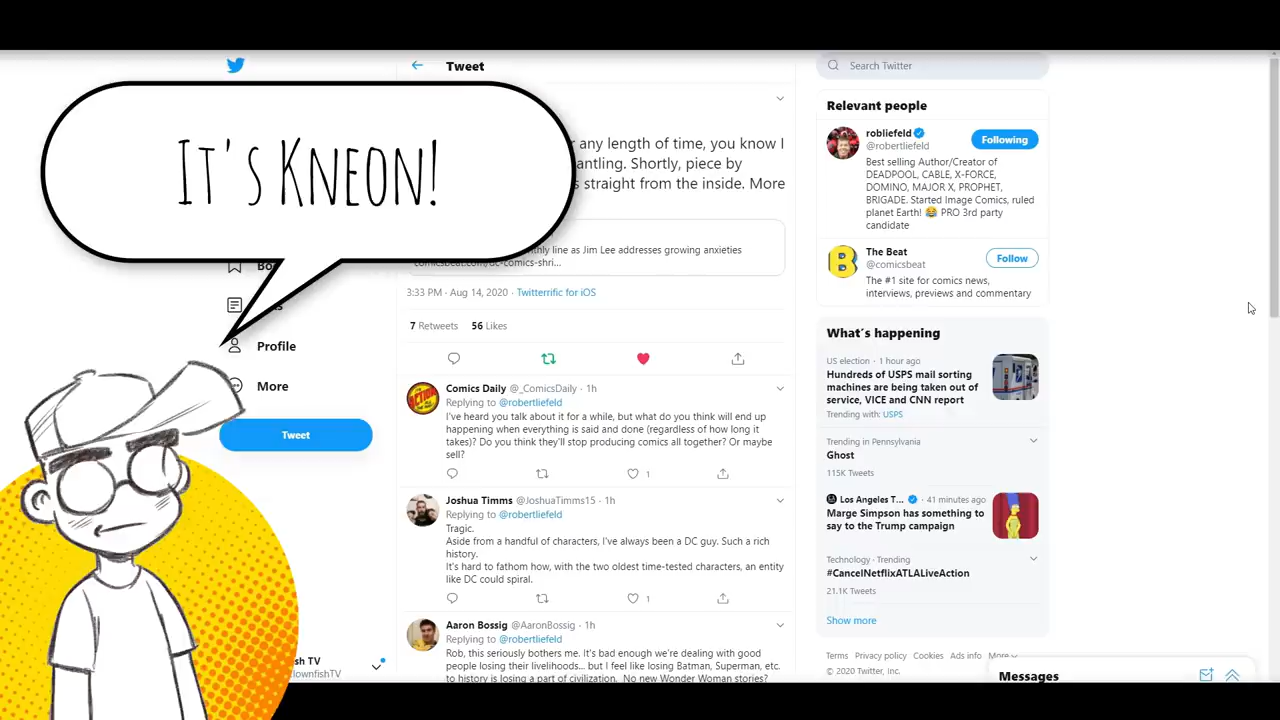 Tweet
Search Twitter
It's Kneon!
any length of time, you know I
antling. Shortly, piece by
s straight from the inside. More
nthly line as Jim Lee addresses growing anxieties
comicsbeat.com/dc-comics-shri...
3:33 PM · Aug 14, 2020 · Twitterrific for iOS
7 Retweets 56 Likes
Profile
More
Tweet
Comics Daily @_ComicsDaily · 1h
Replying to @robertliefeld
I've heard you talk about it for a while, but what do you think will end up
happening when everything is said and done (regardless of how long it
takes)? Do you think they'll stop producing comics all together? Or maybe
sell?
1
Joshua Timms @JoshuaTimms15 · 1h
Replying to @robertliefeld
Tragic.
Aside from a handful of characters, I've always been a DC guy. Such a rich
history.
It's hard to fathom how, with the two oldest time-tested characters, an entity
like DC could spiral.
1
Aaron Bossig @AaronBossig · 1h
Replying to @robertliefeld
Rob, this seriously bothers me. It's bad enough we're dealing with good
people losing their livelihoods... but I feel like losing Batman, Superman, etc.
to history is losing a part of civilization. No new Wonder Woman stories?
fish TV
lownfishTV
Relevant people
robliefeld
@robertliefeld
Following
Best selling Author/Creator of
DEADPOOL, CABLE, X-FORCE,
DOMINO, MAJOR X, PROPHET,
BRIGADE. Started Image Comics, ruled
planet Earth! 😂 PRO 3rd party
candidate
The Beat
@comicsbeat
Follow
The #1 site for comics news,
interviews, previews and commentary
What's happening
US election · 1 hour ago
Hundreds of USPS mail sorting
machines are being taken out of
service, VICE and CNN report
Trending with: USPS
Trending in Pennsylvania
Ghost
115K Tweets
Los Angeles T... · 41 minutes ago
Marge Simpson has something to
say to the Trump campaign
Technology · Trending
#CancelNetflixATLALiveAction
21.1K Tweets
Show more
Terms Privacy policy Cookies Ads info More
© 2020 Twitter, Inc.
Messages